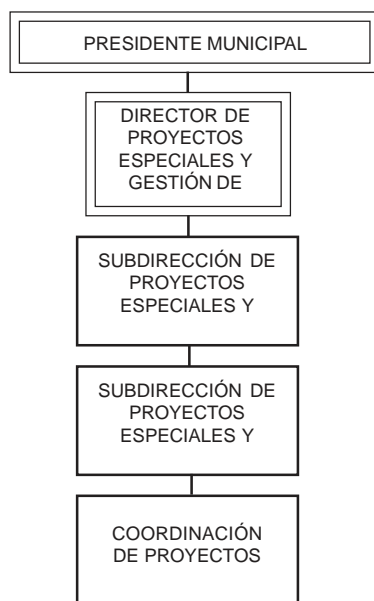 PRESIDENTE MUNICIPAL
DIRECTOR DE
PROYECTOS
ESPECIALES Y
GESTIÓN DE
SUBDIRECCIÓN DE
PROYECTOS
ESPECIALES Y
SUBDIRECCIÓN DE
PROYECTOS
ESPECIALES Y
COORDINACIÓN
DE PROYECTOS